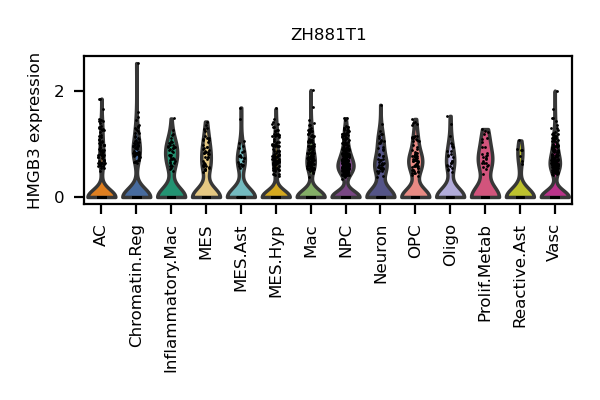 ZH881T1
HMGB3 expression
2
0
AC
Chromatin.Reg
Inflammatory.Mac
MES
MES.Ast
MES.Hyp
Mac
NPC
Neuron
OPC
Oligo
Prolif.Metab
Reactive.Ast
Vasc